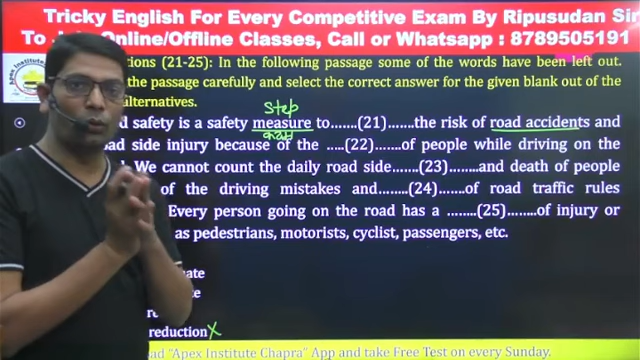 Tricky English For Every Competitive Exam By Ripusudan
To Online/Offline Classes, Call or Whatsapp : 8789505191
(21-25): In the following passage some of the words have been left out.
the passage carefully and select the correct answer for the given blank out of the
alternatives.
Step
safety is a safety measure to.......(21).......the risk of road accidents and
side injury because of the .....(22)......of people while driving on the
We cannot count the daily road side......(23)........and death of people
of the driving mistakes and.......(24).......of road traffic rules
Every person going on the road has a ........(25)........of injury or
as pedestrians, motorists, cyclist, passengers, etc.
reduction X
"Apex Institute Chapra" App and take Free Test on every Sunday.